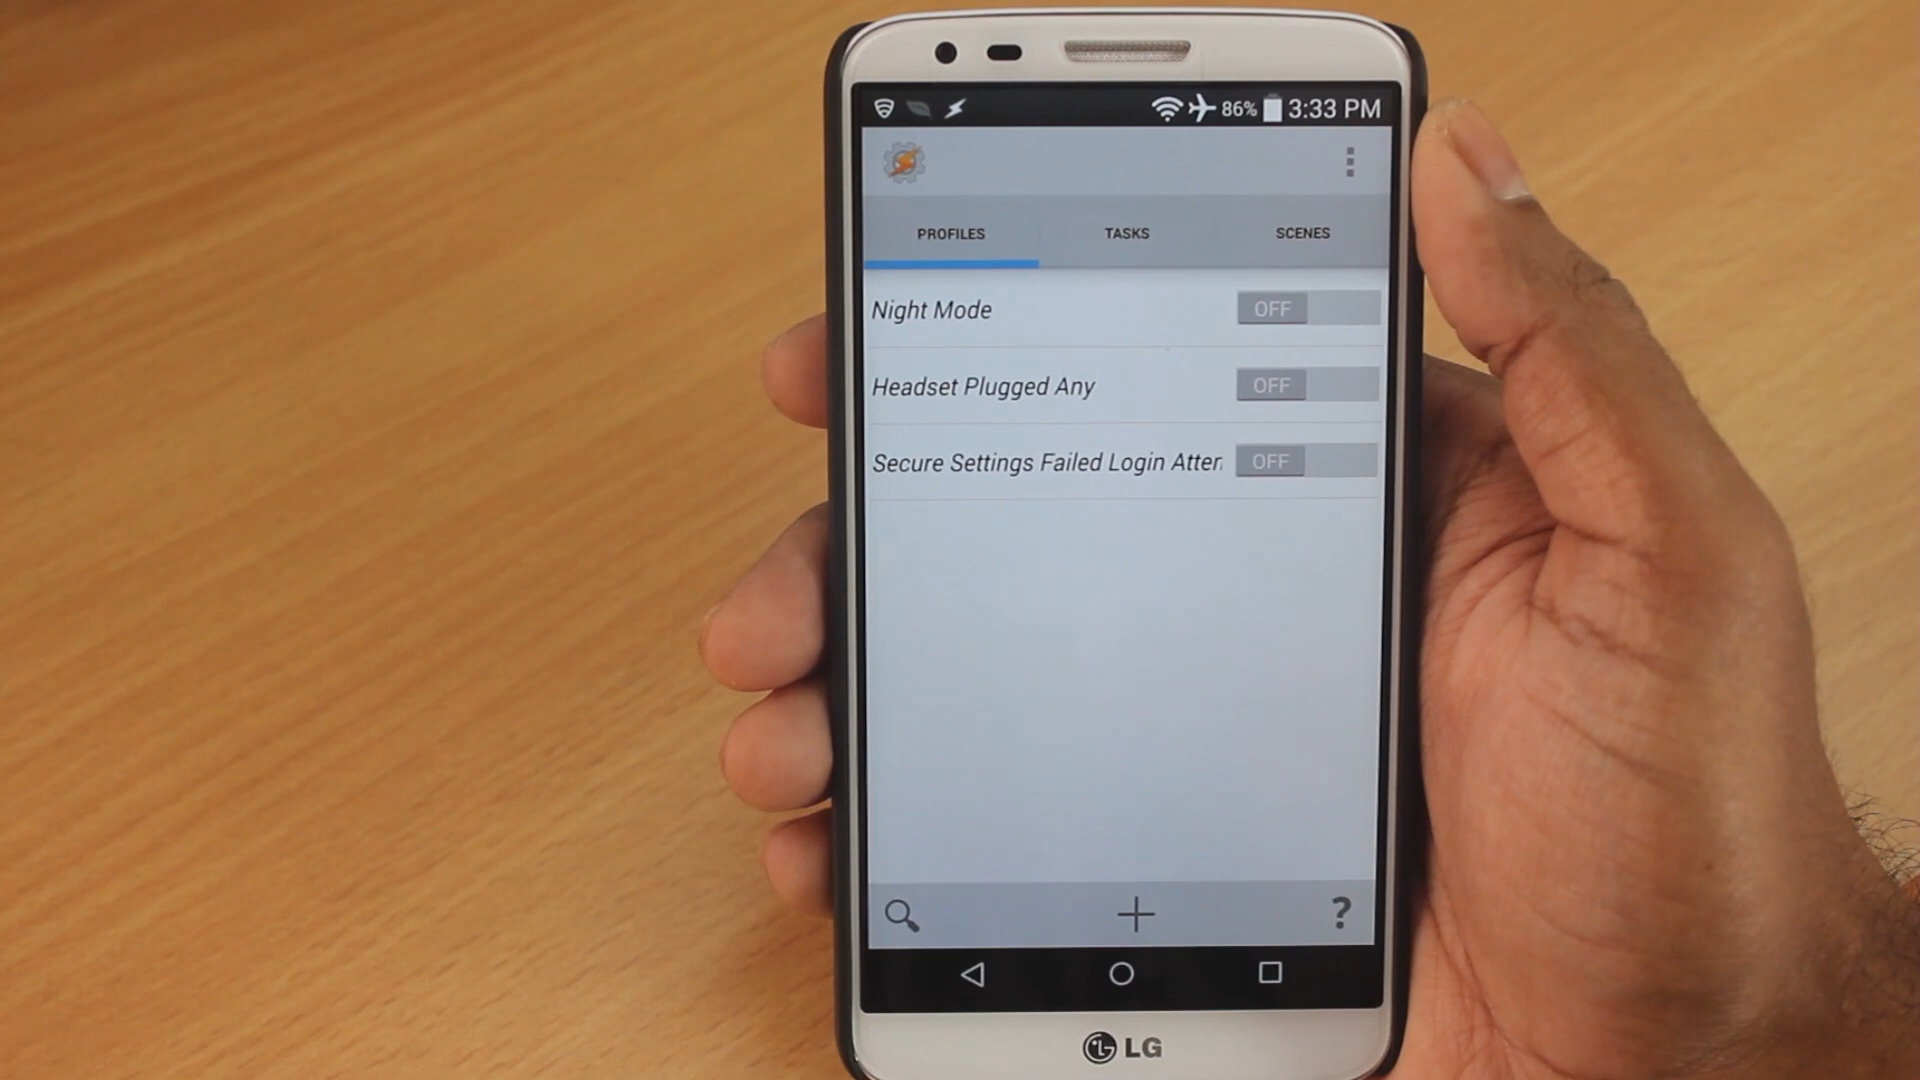 86% 3:33 PM
PROFILES TASKS SCENES
Night Mode OFF
Headset Plugged Any OFF
Secure Settings Failed Login Atten OFF
?
LG